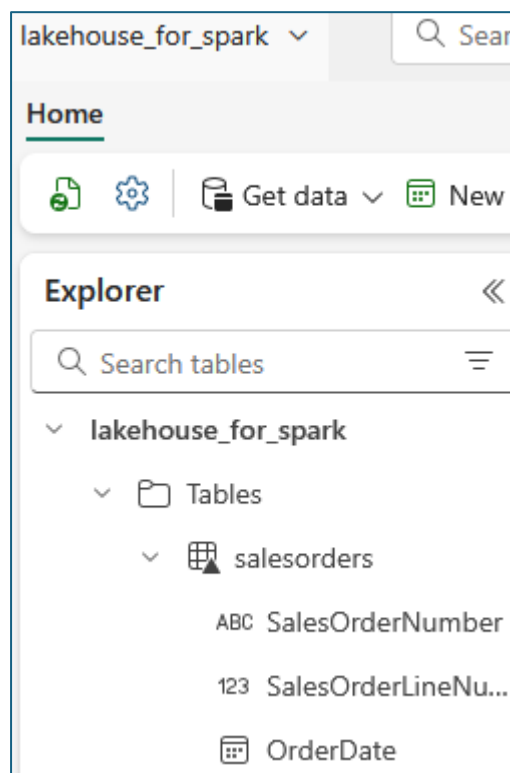 lakehouse_for_spark
Sear
Home
Get data
New
Explorer
Search tables
lakehouse_for_spark
Tables
salesorders
ABC SalesOrderNumber
123 SalesOrderLineNu...
OrderDate